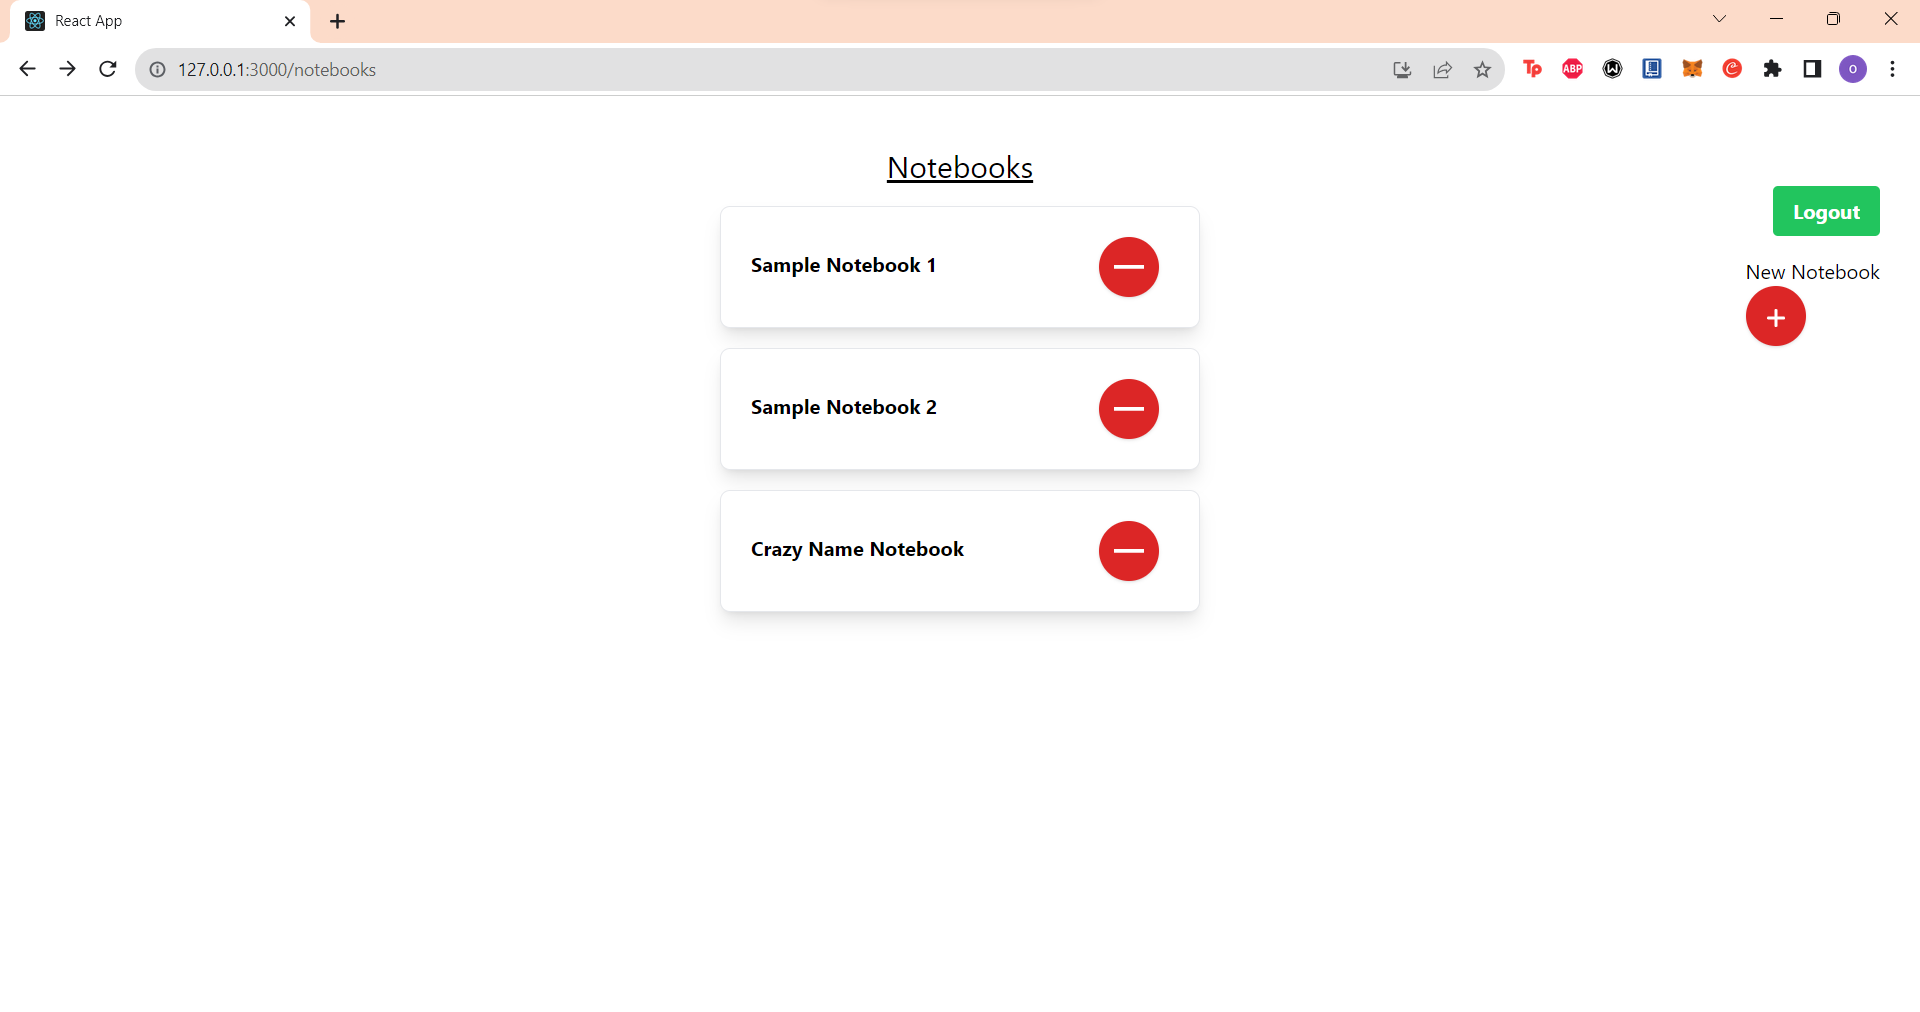 React App
127.0.0.1:3000/notebooks
Tp
ABP
O
Notebooks
Logout
Sample Notebook 1
New Notebook
Sample Notebook 2
Crazy Name Notebook